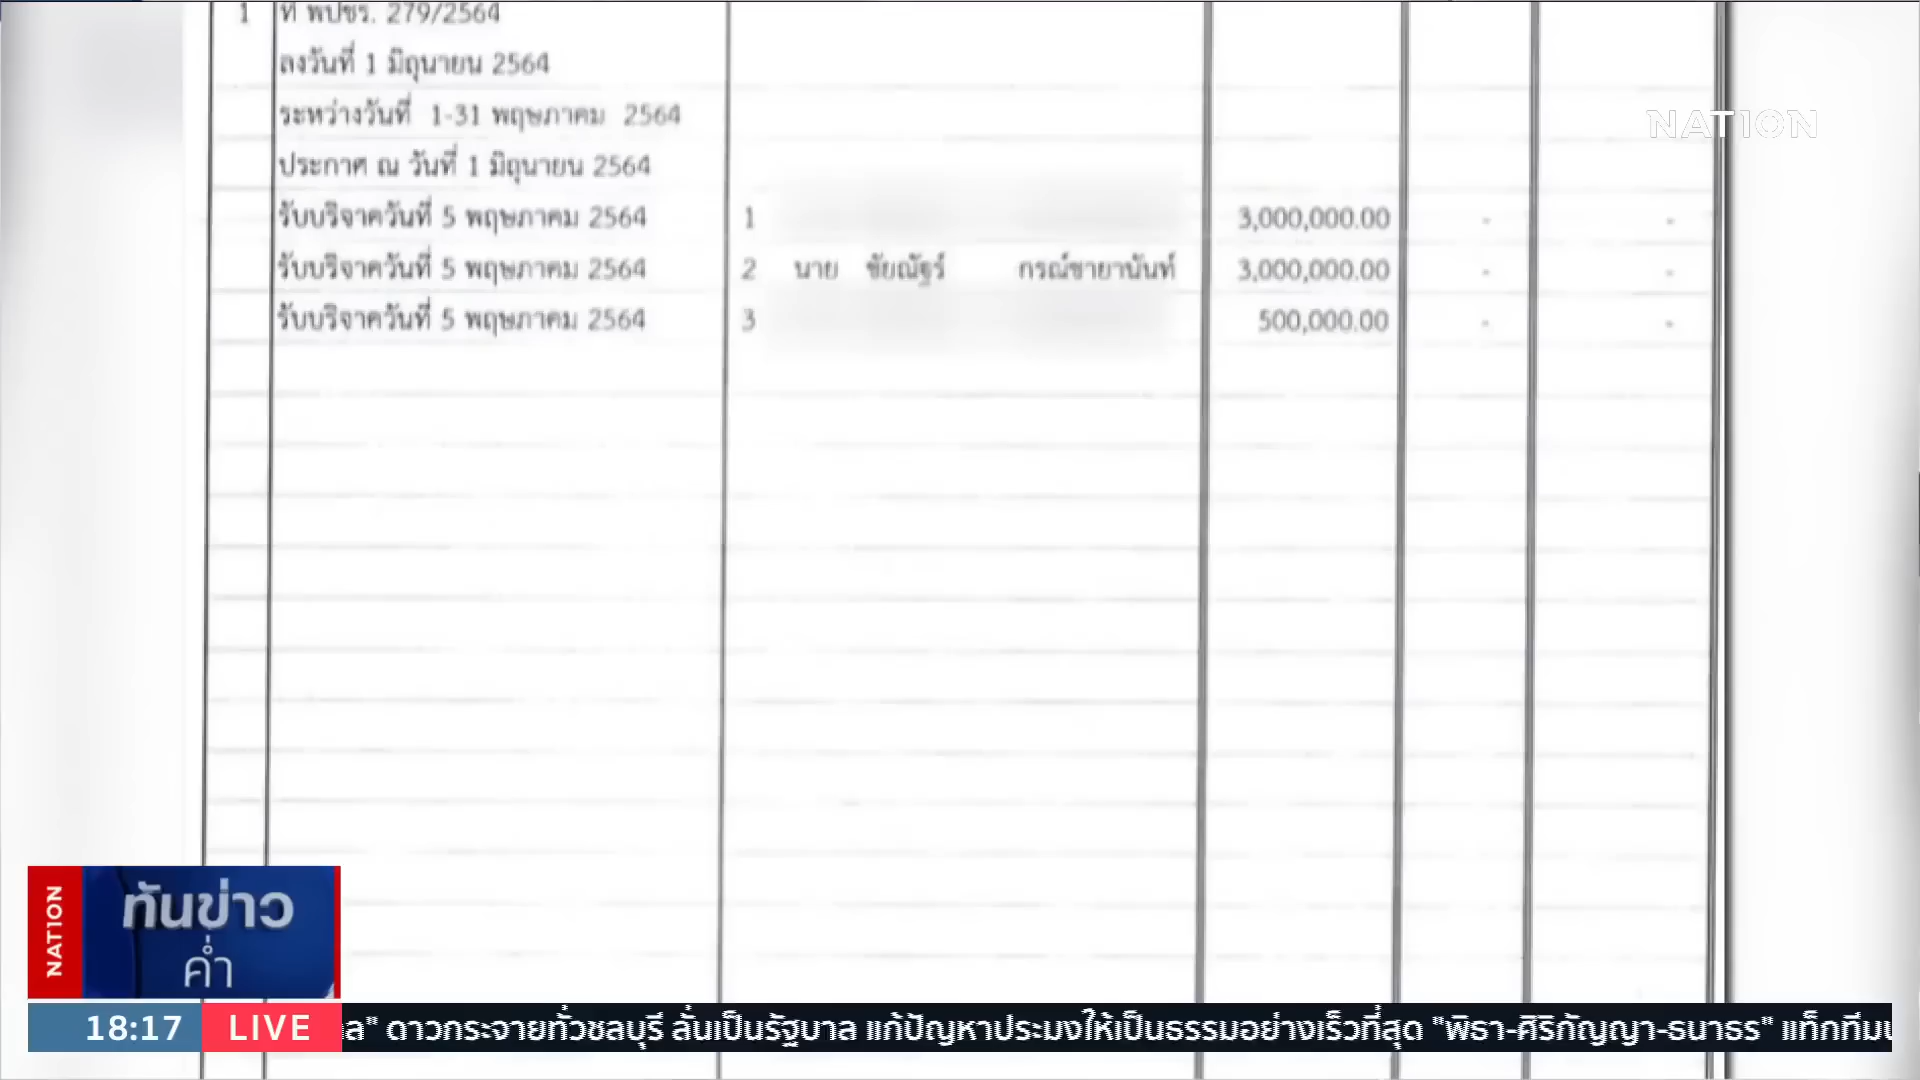 1 ที่ พปชร. 279/2564
ลงวันที่ 1 มิถุนายน 2564
ระหว่างวันที่ 1-31 พฤษภาคม 2564
NATION
ประกาศ ณ วันที่ 1 มิถุนายน 2564
รับบริจาควันที่ 5 พฤษภาคม 2564 1 3,000,000.00 - -
รับบริจาควันที่ 5 พฤษภาคม 2564 2 นาย ชัยณัฐร์ กรณ์ชายานันท์ 3,000,000.00 - -
รับบริจาควันที่ 5 พฤษภาคม 2564 3 500,000.00 - -
NATION
ทันข่าว
ค่ำ
18:17 LIVE ล" ดาวกระจายทั่วชลบุรี ลั่นเป็นรัฐบาล แก้ปัญหาประมงให้เป็นธรรมอย่างเร็วที่สุด "พิธา-ศิริกัญญา-ธนาธร" แท็กทีม